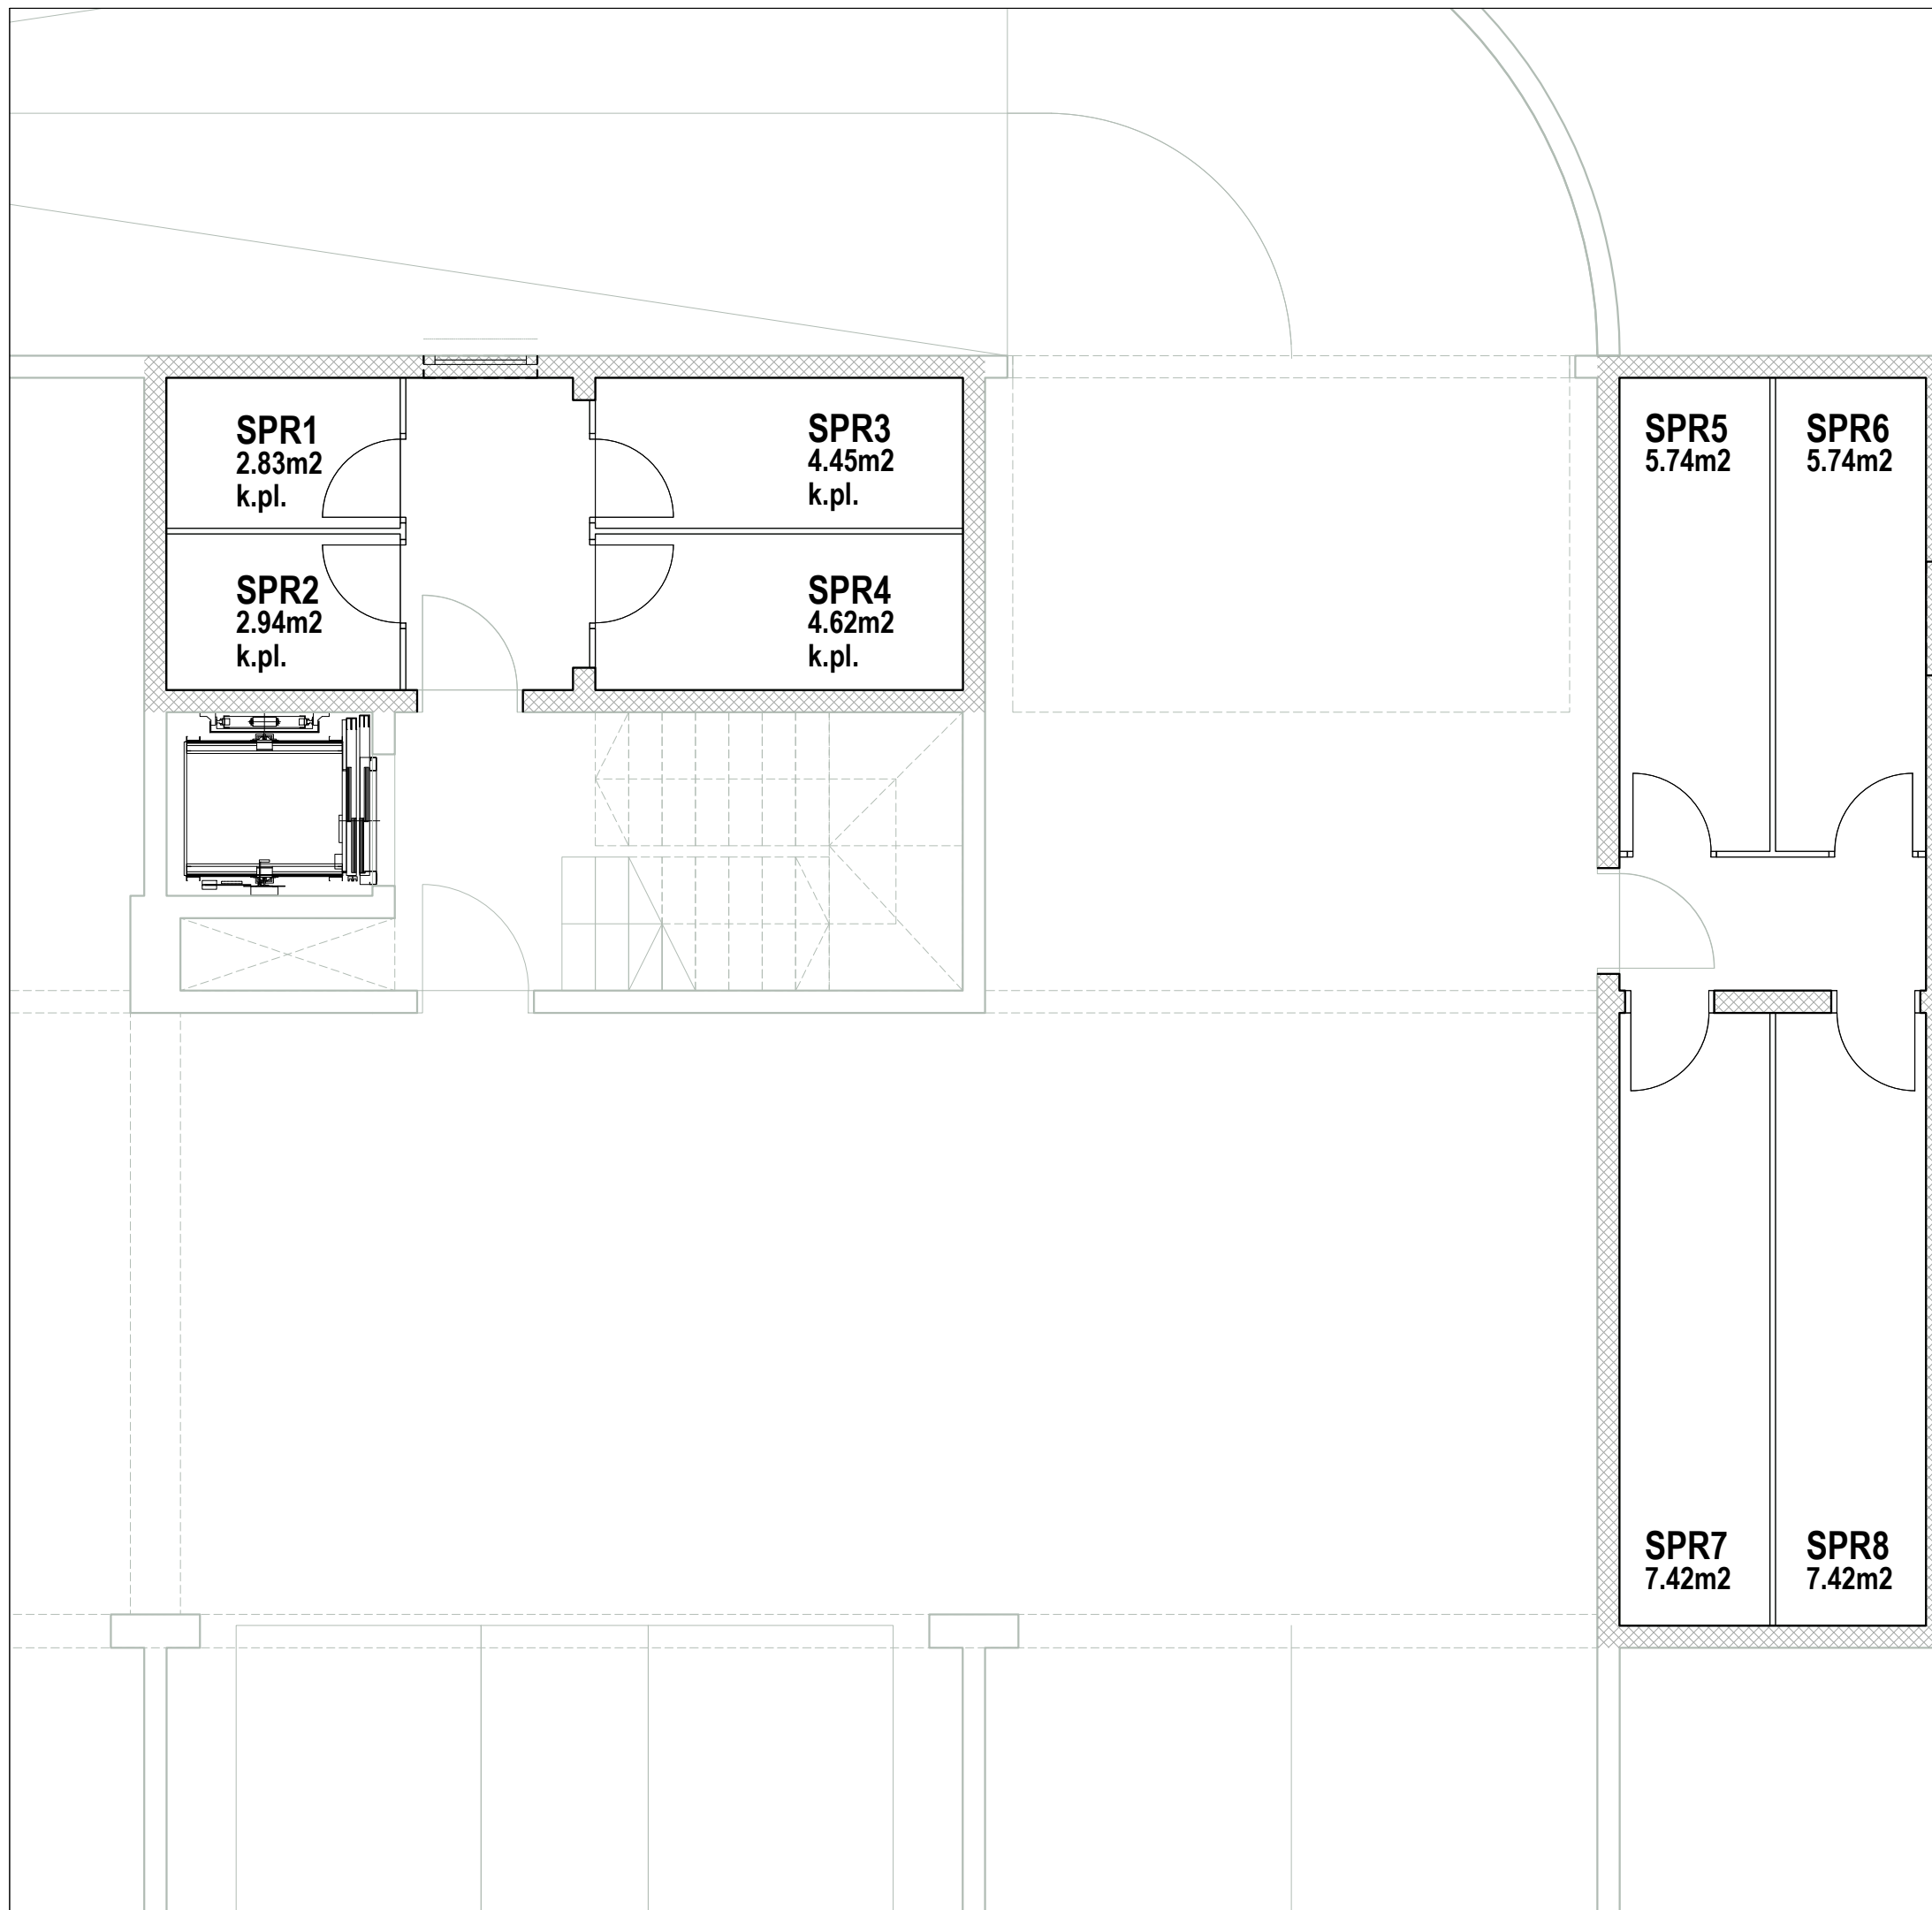 SPR1
2.83m2
k.pl.
SPR3
4.45m2
k.pl.
SPR5
5.74m2
SPR6
5.74m2
SPR2
2.94m2
k.pl.
SPR4
4.62m2
k.pl.
SPR7
7.42m2
SPR8
7.42m2